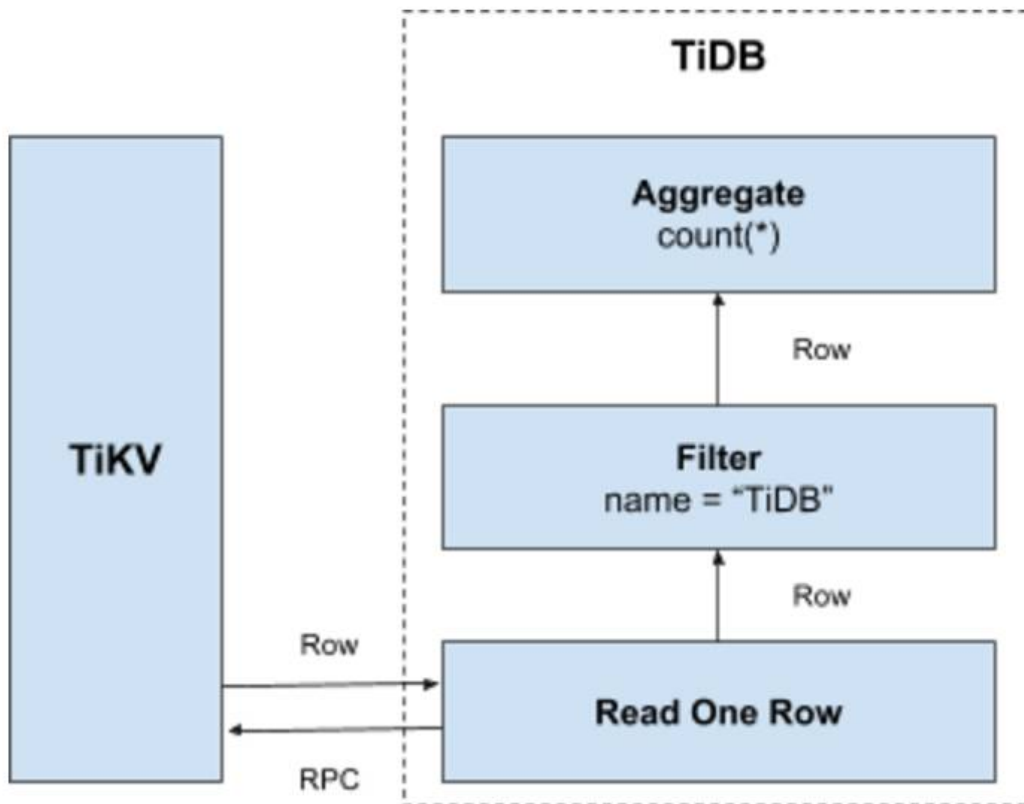 TiDB
Aggregate
count(*)
Row
TiKV
Filter
name = “TiDB”
Row
Row
Read One Row
RPC